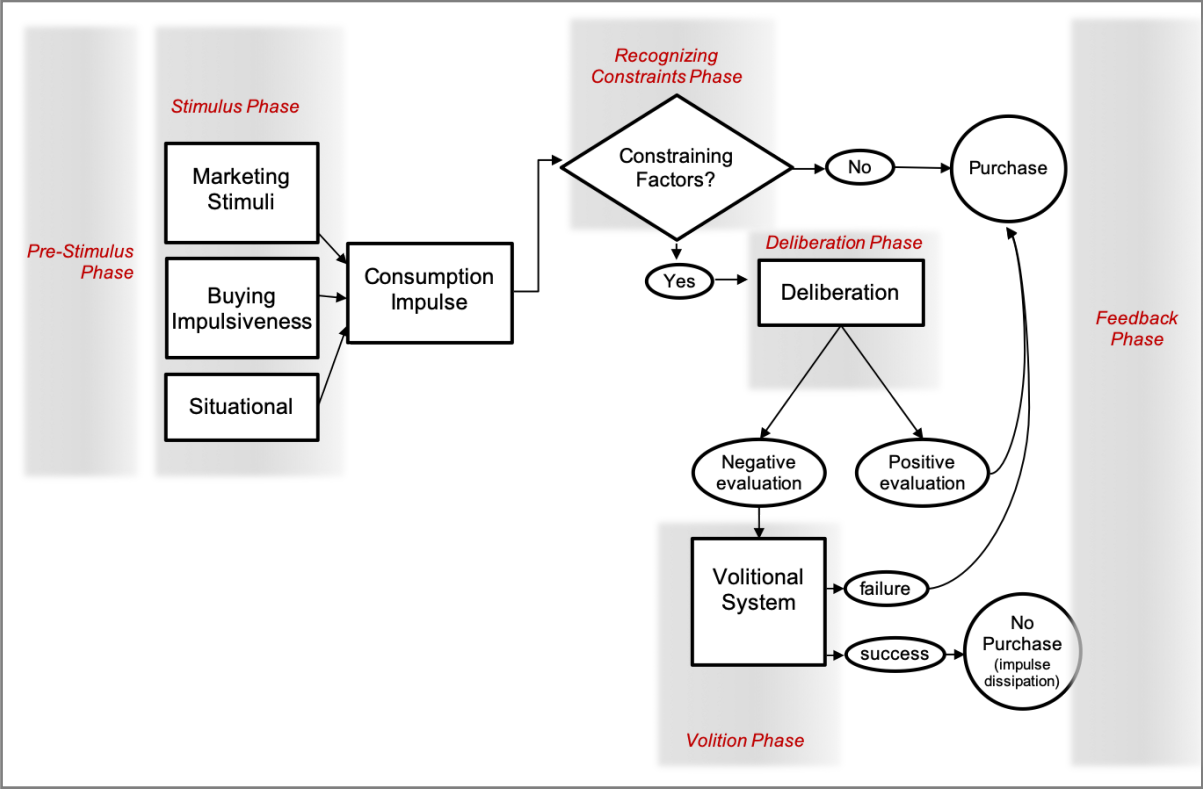 Pre-Stimulus
Phase
Stimulus Phase
Marketing
Stimuli
Buying
Impulsiveness
Situational
Consumption
Impulse
Recognizing
Constraints Phase
Constraining
Factors?
No
Purchase
Yes
Deliberation Phase
Deliberation
Negative
evaluation
Positive
evaluation
Volitional
System
failure
success
No
Purchase
(impulse
dissipation)
Volition Phase
Feedback
Phase